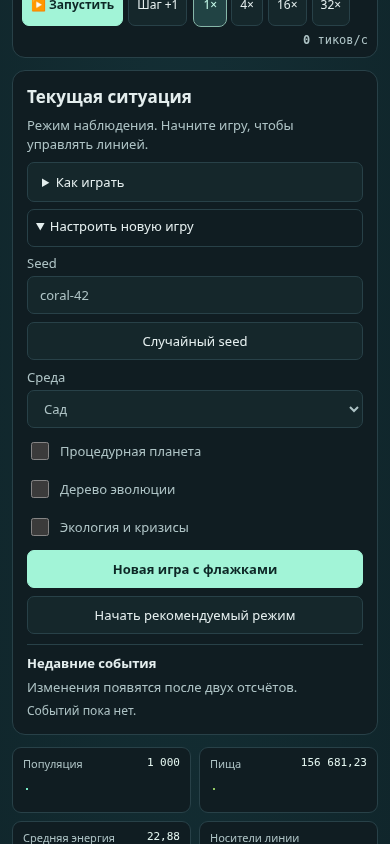 ▶️ Запустить Шаг +1 1× 4× 16× 32×
0 тиков/с
Текущая ситуация
Режим наблюдения. Начните игру, чтобы
управлять линией.
▶ Как играть
▼ Настроить новую игру
Seed
coral-42
Случайный seed
Среда
Сад
Процедурная планета
Дерево эволюции
Экология и кризисы
Новая игра с флажками
Начать рекомендуемый режим
Недавние события
Изменения появятся после двух отсчётов.
Событий пока нет.
Популяция 1 000
Пища 156 681,23
Средняя энергия 22,88
Носители линии